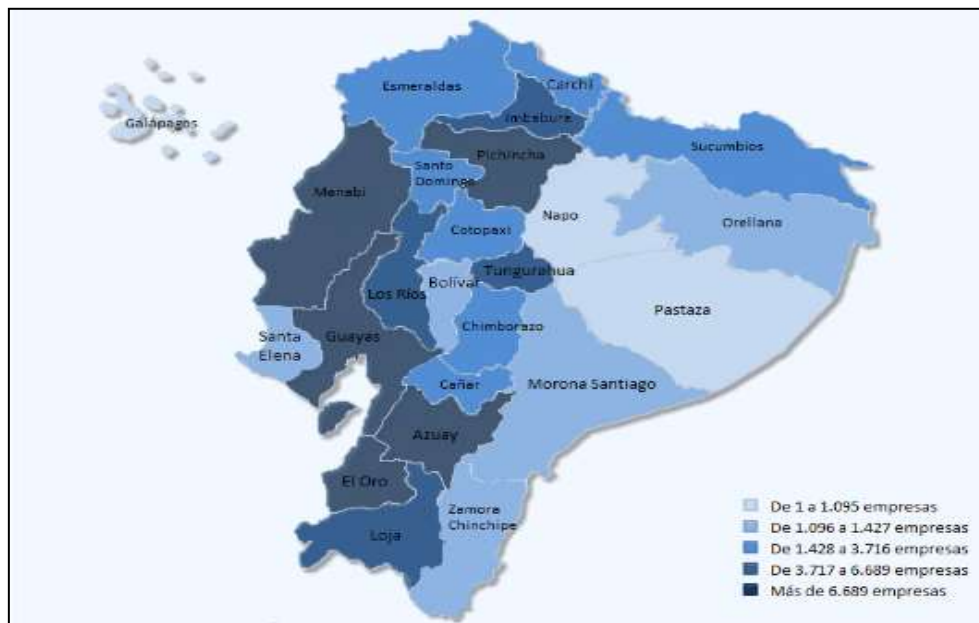 Esmeraldas
Carchi
Imbabura
Galápagos
Sucumbios
Pichincha
Santo
Domingo
Manabi
Napo
Orellana
Cotopaxi
Tungurahua
Bolívar
Los Ríos
Pastaza
Chimborazo
Santa
Elena
Guayas
Morona Santiago
Cañar
Azuay
El Oro
Zamora
Chinchipe
Loja
De 1 a 1.095 empresas
De 1.096 a 1.427 empresas
De 1.428 a 3.716 empresas
De 3.717 a 6.689 empresas
Más de 6.689 empresas